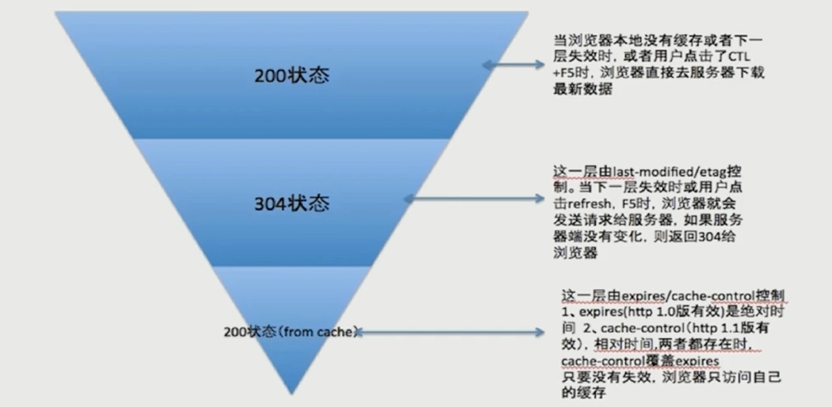 200状态
当浏览器本地没有缓存或者下一
层失效时，或者用户点击了CTL
+F5时，浏览器直接去服务器下载
最新数据
304状态
这一层由last-modified/etag控
制。当下一层失效时或用户点
击refresh，F5时，浏览器就会
发送请求给服务器，如果服务
器端没有变化，则返回304给
浏览器
200状态（from cache）
这一层由expires/cache-control控制
1、expires(http 1.0版有效)是绝对时
间 2、cache-control（http 1.1版有
效），相对时间,两者都存在时，
cache-control覆盖expires
只要没有失效，浏览器只访问自己
的缓存